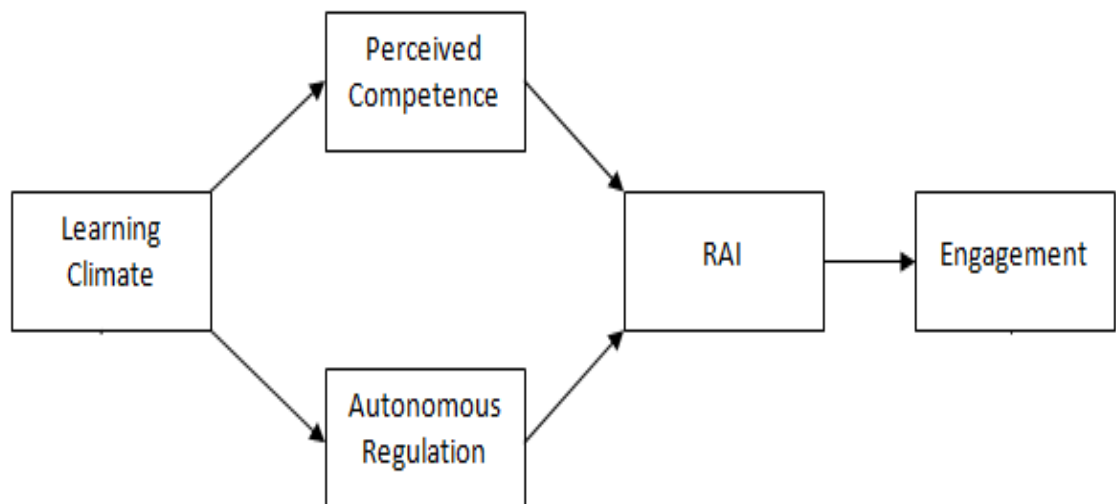 Perceived
Competence
Learning
Climate
RAI
Engagement
Autonomous
Regulation